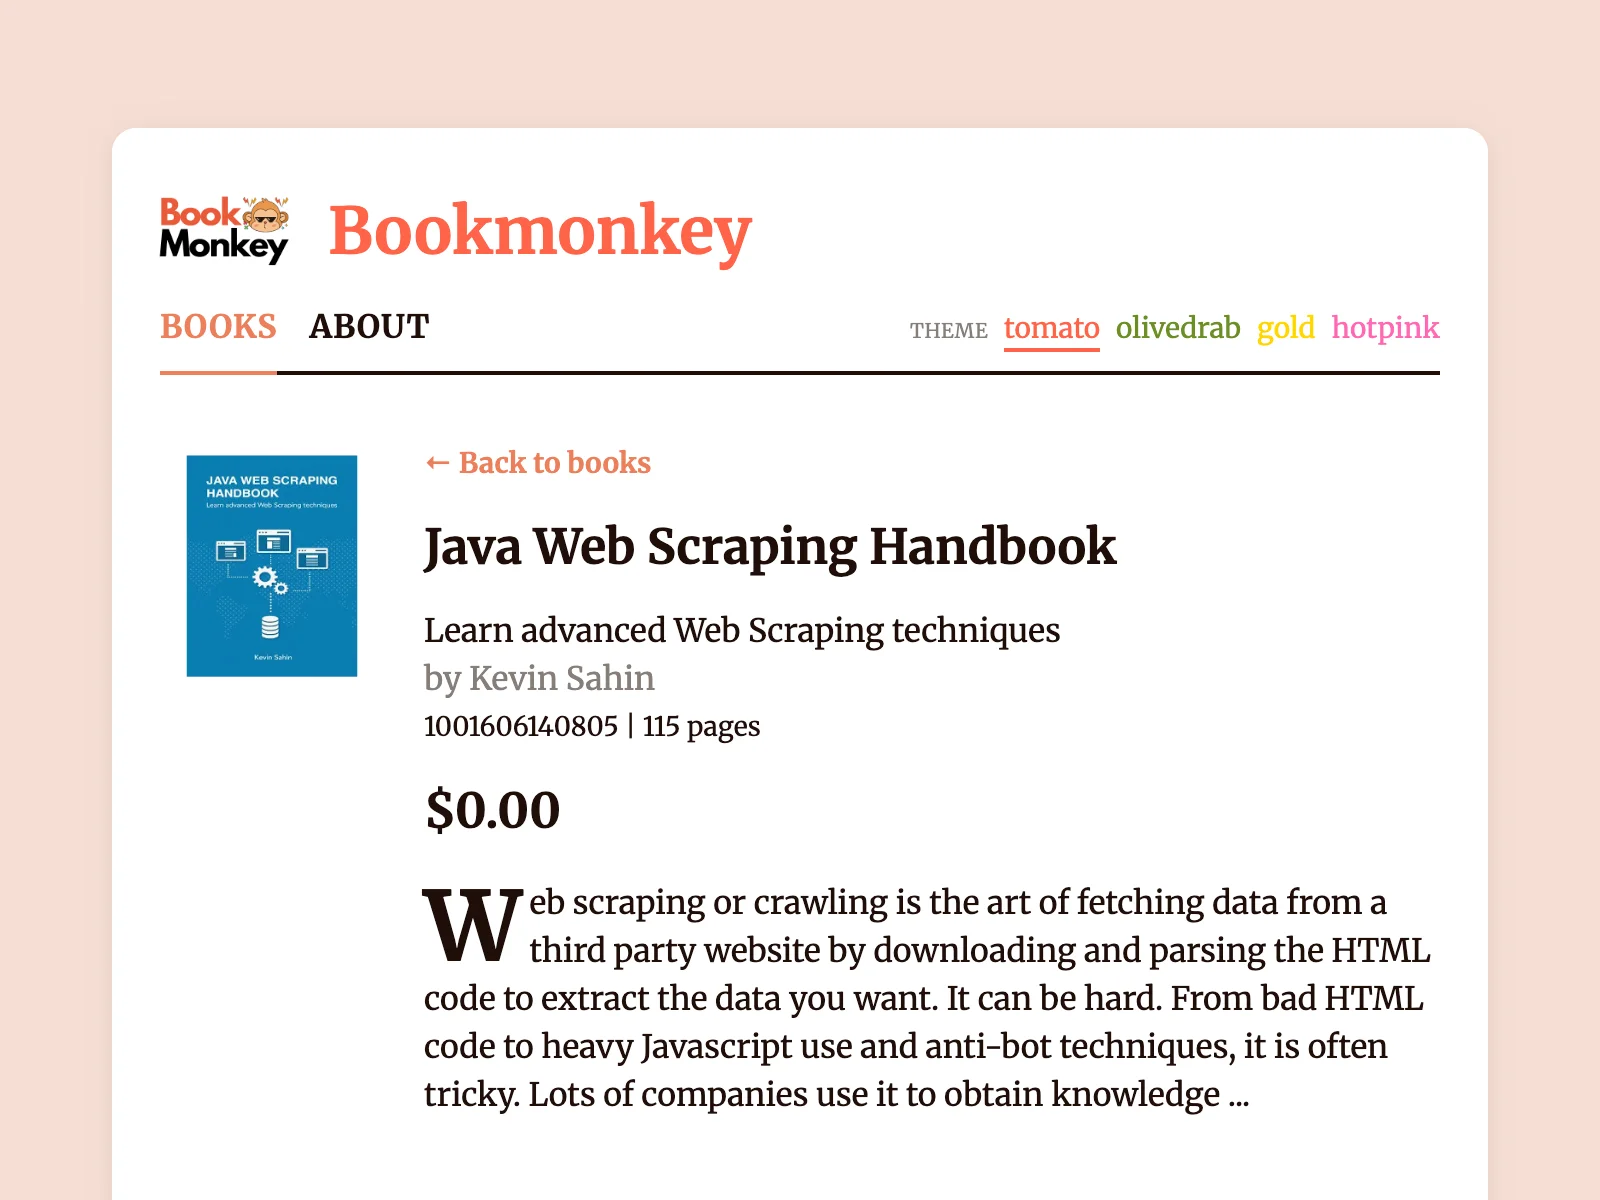 Book
Monkey
Bookmonkey
BOOKS ABOUT
THEME tomato olivedrab gold hotpink
JAVA WEB SCRAPING
HANDBOOK
Learn advanced Web Scraping techniques
Kevin Sahin
← Back to books
Java Web Scraping Handbook
Learn advanced Web Scraping techniques
by Kevin Sahin
1001606140805 | 115 pages
$0.00
Web scraping or crawling is the art of fetching data from a
third party website by downloading and parsing the HTML
code to extract the data you want. It can be hard. From bad HTML
code to heavy Javascript use and anti-bot techniques, it is often
tricky. Lots of companies use it to obtain knowledge ...